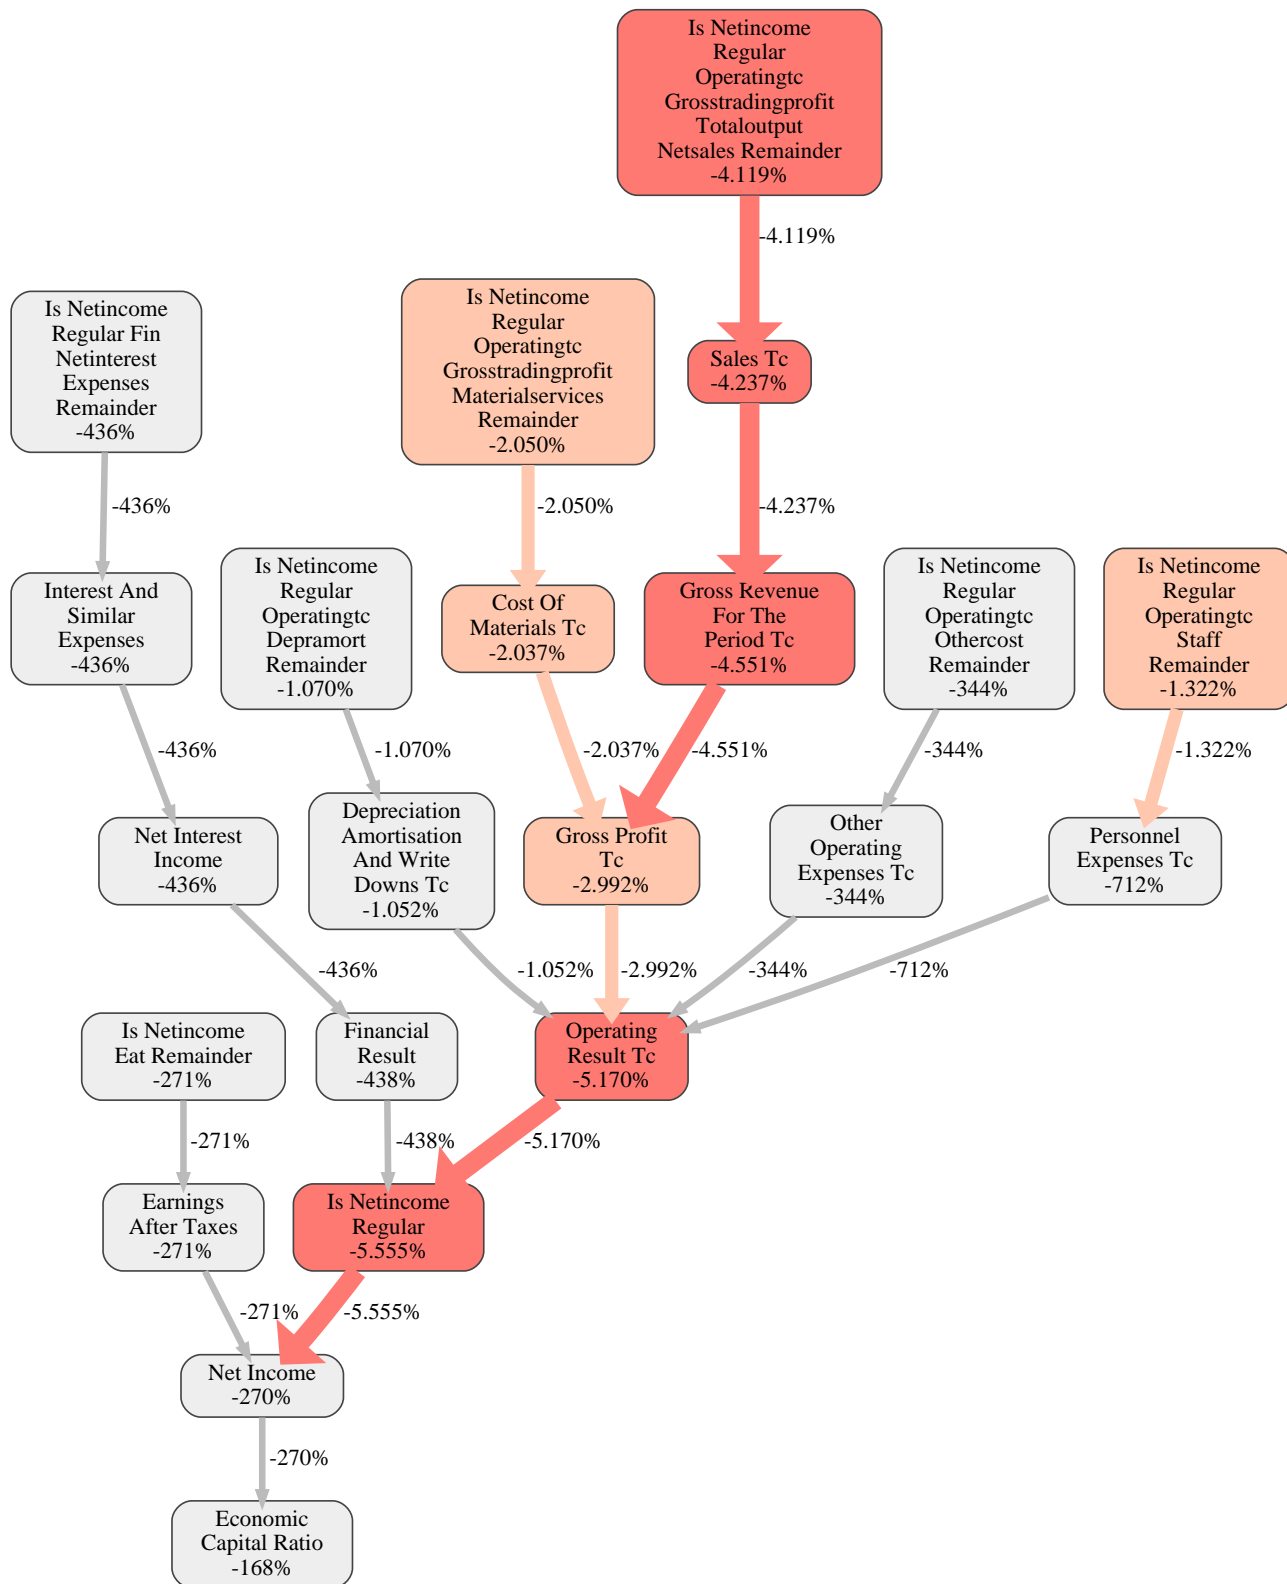 Is Netincome
Regular
Operatingtc
Grosstradingprofit
Totaloutput
Netsales Remainder
-4.119%
-4.119%
Is Netincome
Regular Fin
Netinterest
Expenses
Remainder
-436%
Is Netincome
Regular
Operatingtc
Grosstradingprofit
Materialservices
Remainder
-2.050%
Sales Tc
-4.237%
-436%
-2.050%
-4.237%
Interest And
Similar
Expenses
-436%
Is Netincome
Regular
Operatingtc
Depramort
Remainder
-1.070%
Cost Of
Materials Tc
-2.037%
Gross Revenue
For The
Period Tc
-4.551%
Is Netincome
Regular
Operatingtc
Othercost
Remainder
-344%
Is Netincome
Regular
Operatingtc
Staff
Remainder
-1.322%
-436%
-1.070%
-2.037%
-4.551%
-344%
-1.322%
Net Interest
Income
-436%
Depreciation
Amortisation
And Write
Downs Tc
-1.052%
Gross Profit
Tc
-2.992%
Other
Operating
Expenses Tc
-344%
Personnel
Expenses Tc
-712%
-436%
-1.052%
-2.992%
-344%
-712%
Is Netincome
Eat Remainder
-271%
Financial
Result
-438%
Operating
Result Tc
-5.170%
-271%
-438%
-5.170%
Earnings
After Taxes
-271%
Is Netincome
Regular
-5.555%
-271%
-5.555%
Net Income
-270%
-270%
Economic
Capital Ratio
-168%